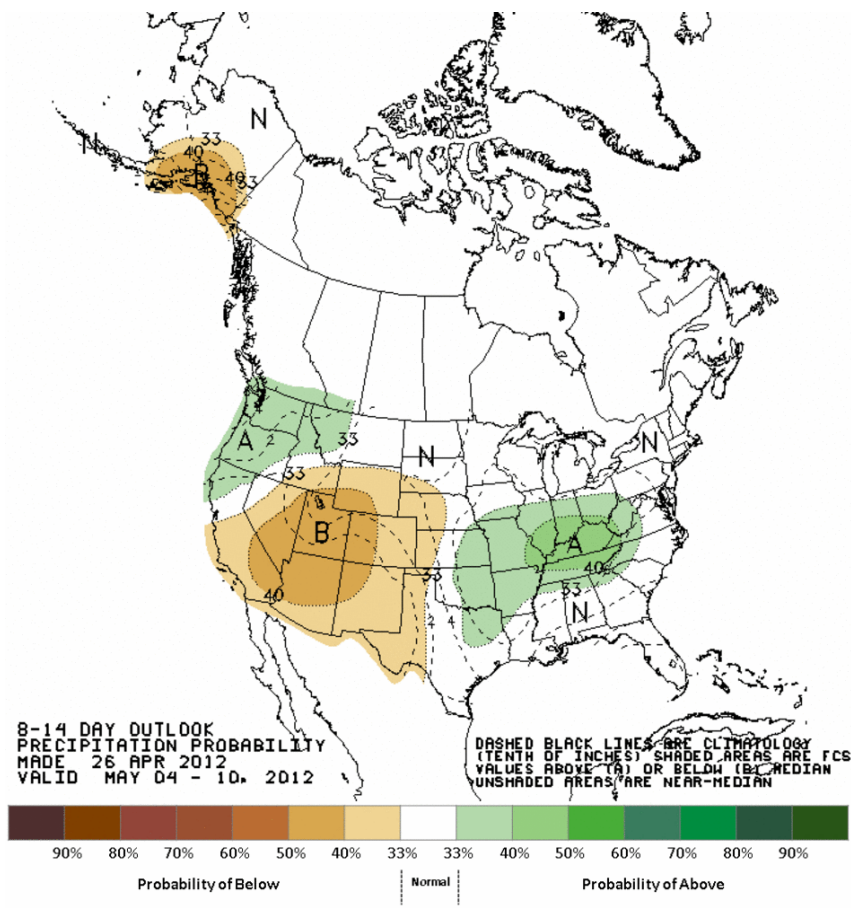 N
33
N
40
B
40
33
A
2
33
33
N
N
B
A
33
40
40
33
N
2
4
8-14 DAY OUTLOOK
PRECIPITATION PROBABILITY
MADE 26 APR 2012
VALID MAY 04 - 10, 2012
DASHED BLACK LINES ARE CLIMATOLOGY
(TENTH OF INCHES) SHADED AREAS ARE FCS
VALUES ABOVE (A) OR BELOW (B) MEDIAN
UNSHADED AREAS ARE NEAR-MEDIAN
90% 80% 70% 60% 50% 40% 33% 33% 40% 50% 60% 70% 80% 90%
Probability of Below Normal Probability of Above